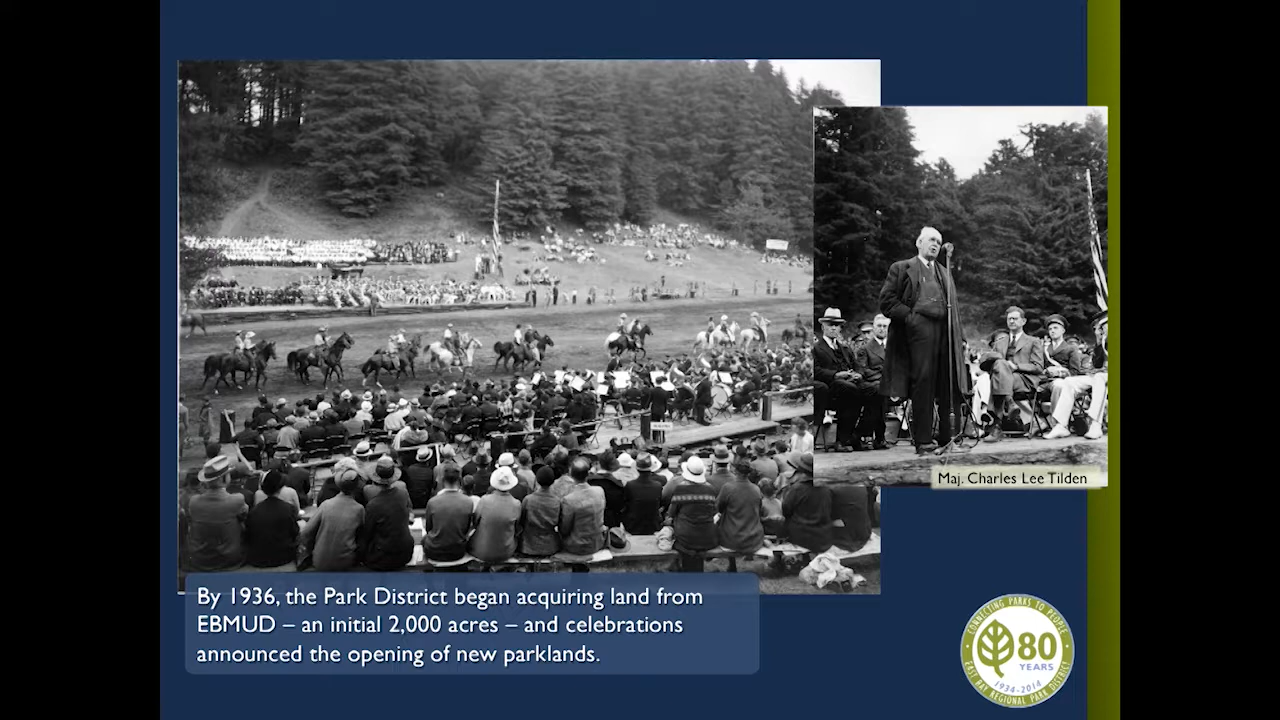 Maj. Charles Lee Tilden
By 1936, the Park District began acquiring land from
EBMUD – an initial 2,000 acres – and celebrations
announced the opening of new parklands.
CONNECTING PARKS TO PEOPLE
80
YEARS
1934-2014
EAST BAY REGIONAL PARK DISTRICT